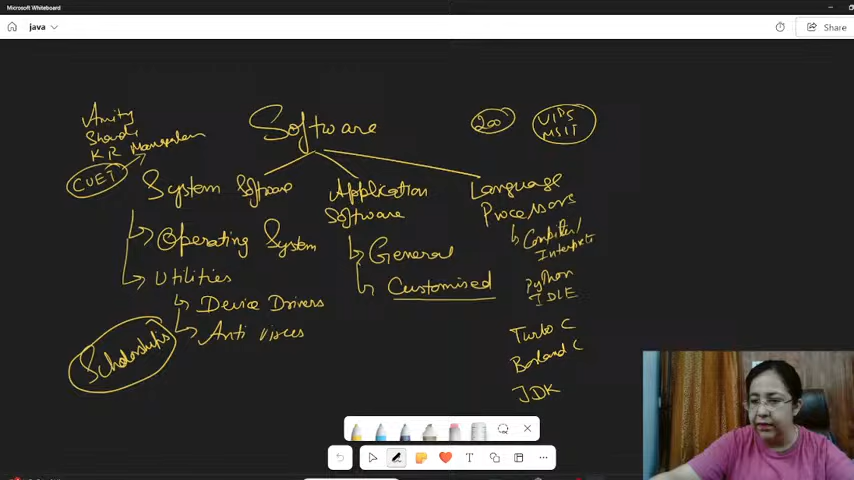 Microsoft Whiteboard
java
Share
Amity
Sharda
KR Mangalam
CUET
Software
200
VIPS
MSIT
System Software
Application
Software
Language
Processors
Operating System
Utilities
Device Drivers
Anti Virus
General
Customised
Compiler/
Interpreter
Python
IDLE
Turbo C
Borland C
JDK
Scholarships